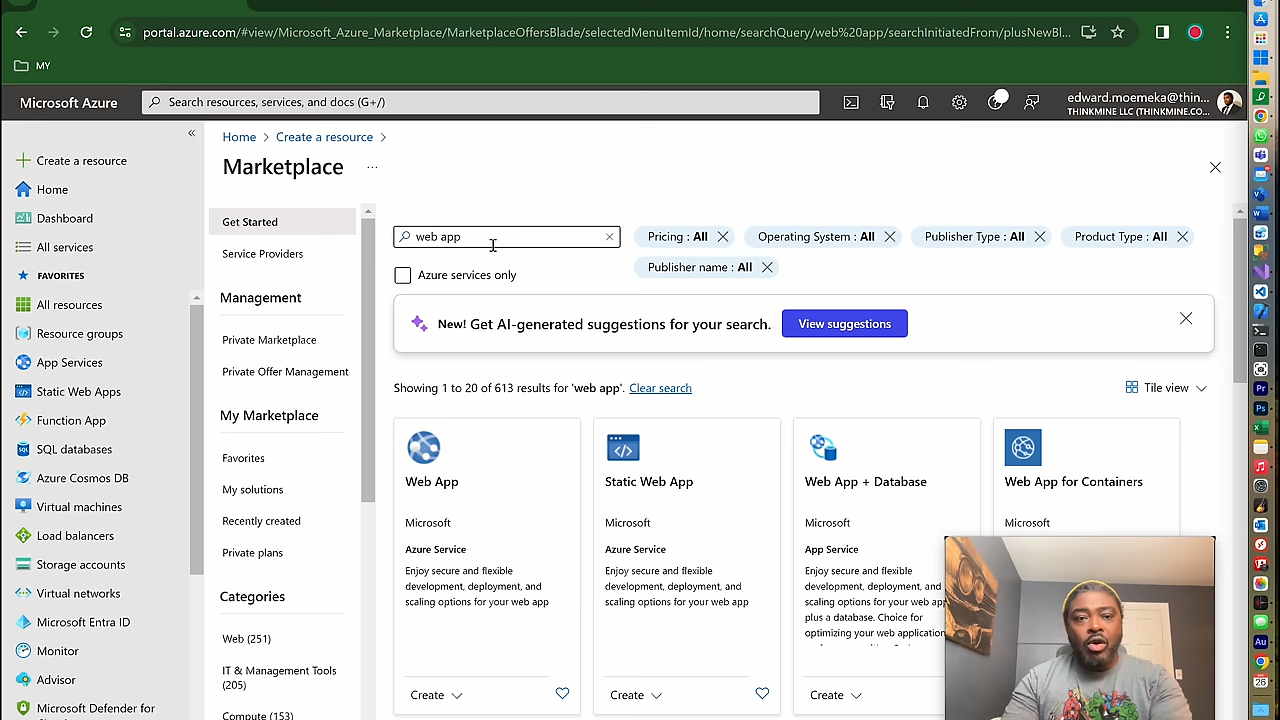 portal.azure.com/#view/Microsoft_Azure_Marketplace/MarketplaceOffersBlade/selectedMenuItemId/home/searchQuery/web%20app/searchInitiatedFrom/plusNewBl...
MY
Microsoft Azure
Search resources, services, and docs (G+/)
edward.moemeka@thin...
THINKMINE LLC (THINKMINE.CO...
Create a resource
Home
Dashboard
All services
FAVORITES
All resources
Resource groups
App Services
Static Web Apps
Function App
SQL databases
Azure Cosmos DB
Virtual machines
Load balancers
Storage accounts
Virtual networks
Microsoft Entra ID
Monitor
Advisor
Microsoft Defender for
Home > Create a resource >
Marketplace ...
Get Started
Service Providers
Management
Private Marketplace
Private Offer Management
My Marketplace
Favorites
My solutions
Recently created
Private plans
Categories
Web (251)
IT & Management Tools
(205)
Compute (153)
web app
Pricing : All
Operating System : All
Publisher Type : All
Product Type : All
Azure services only
Publisher name : All
New! Get AI-generated suggestions for your search.
View suggestions
Showing 1 to 20 of 613 results for 'web app'. Clear search
Tile view
Web App
Microsoft
Azure Service
Enjoy secure and flexible
development, deployment, and
scaling options for your web app
Create
Static Web App
Microsoft
Azure Service
Enjoy secure and flexible
development, deployment, and
scaling options for your web app
Create
Web App + Database
Microsoft
App Service
Enjoy secure and flexible
development, deployment, and
scaling options for your web app
plus a database. Choice for
optimizing your web application
Create
Web App for Containers
Microsoft
Pr
Ps
Au